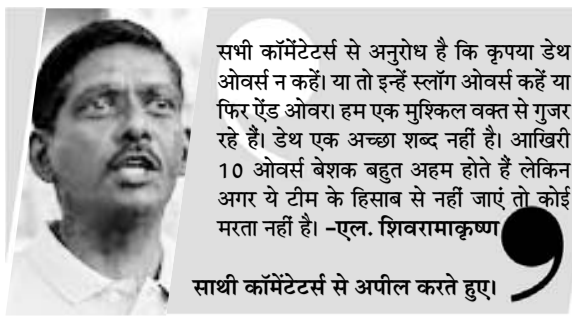 सभी कॉमेंटेटर्स से अनुरोध है कि कृपया डेथ
ओवर्स न कहें। या तो इन्हें स्लॉग ओवर्स कहें या
फिर ऐंड ओवर। हम एक मुश्किल वक्त से गुजर
रहे हैं। डेथ एक अच्छा शब्द नहीं है। आखिरी
10 ओवर्स बेशक बहुत अहम होते हैं लेकिन
अगर ये टीम के हिसाब से नहीं जाएं तो कोई
मरता नहीं है। –एल. शिवरामाकृष्ण
साथी कॉमेंटेटर्स से अपील करते हुए।